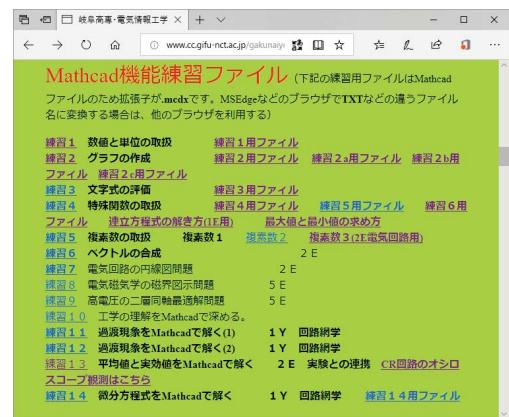 岐阜高専・電気情報工学
www.cc.gifu-nct.ac.jp/gakunaiyo
Mathcad機能練習ファイル (下記の練習用ファイルはMathcad
ファイルのため拡張子が.mcdxです。MSEdgeなどのブラウザでTXTなどの違うファイル
名に変換する場合は、他のブラウザを利用する)
練習１ 数値と単位の取扱 練習１用ファイル
練習２ グラフの作成 練習２用ファイル 練習２a用ファイル 練習２b用
ファイル 練習２c用ファイル
練習３ 文字式の評価 練習３用ファイル
練習４ 特殊関数の取扱 練習４用ファイル 練習５用ファイル 練習６用
ファイル 連立方程式の解き方(1E用) 最大値と最小値の求め方
練習５ 複素数の取扱 複素数１ 複素数２ 複素数３(2E電気回路用)
練習６ ベクトルの合成 ２Ｅ
練習７ 電気回路の円線図問題 ２Ｅ
練習８ 電気磁気学の磁界図示問題 ５Ｅ
練習９ 高電圧の二層同軸最適解問題 ５Ｅ
練習１０ 工学の理解をMathcadで深める。
練習１１ 過渡現象をMathcadで解く(1) １Ｙ 回路網学
練習１２ 過渡現象をMathcadで解く(2) １Ｙ 回路網学
練習１３ 平均値と実効値をMathcadで解く ２Ｅ 実験との連携 CR回路のオシロ
スコープ観測はこちら
練習１４ 微分方程式をMathcadで解く １Ｙ 回路網学 練習１４用ファイル